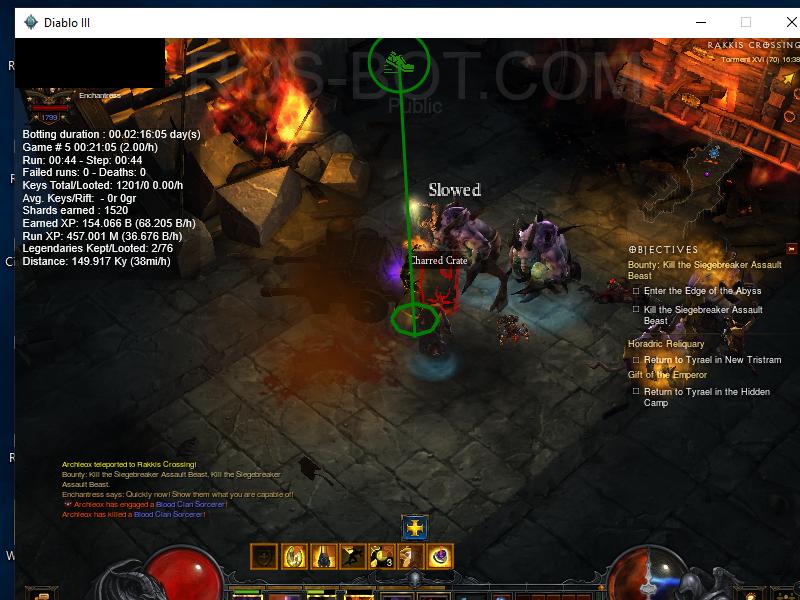 Diablo III
ROS-BOT.COM
Public
RAKKIS CROSSING
Torment XVI (70) 16:38
Enchantress
1799
Botting duration : 00.02:16:05 day(s)
Game # 5 00:21:05 (2.00/h)
Run: 00:44 - Step: 00:44
Failed runs: 0 - Deaths: 0
Keys Total/Looted: 1201/0 0.00/h
Avg. Keys/Rift: - 0r 0gr
Shards earned : 1520
Earned XP: 154.066 B (68.205 B/h)
Run XP: 457.001 M (36.676 B/h)
Legendaries Kept/Looted: 2/76
Distance: 149.917 Ky (38mi/h)
Slowed
Charred Crate
OBJECTIVES
Bounty: Kill the Siegebreaker Assault
Beast
Enter the Edge of the Abyss
Kill the Siegebreaker Assault
Beast
Horadric Reliquary
Return to Tyrael in New Tristram
Gift of the Emperor
Return to Tyrael in the Hidden
Camp
Archleox teleported to Rakkis Crossing!
Bounty: Kill the Siegebreaker Assault Beast. Kill the Siegebreaker
Assault Beast.
Enchantress says: Quickly now! Show them what you are capable of!
Archleox has engaged a Blood Clan Sorcerer!
Archleox has killed a Blood Clan Sorcerer!
3